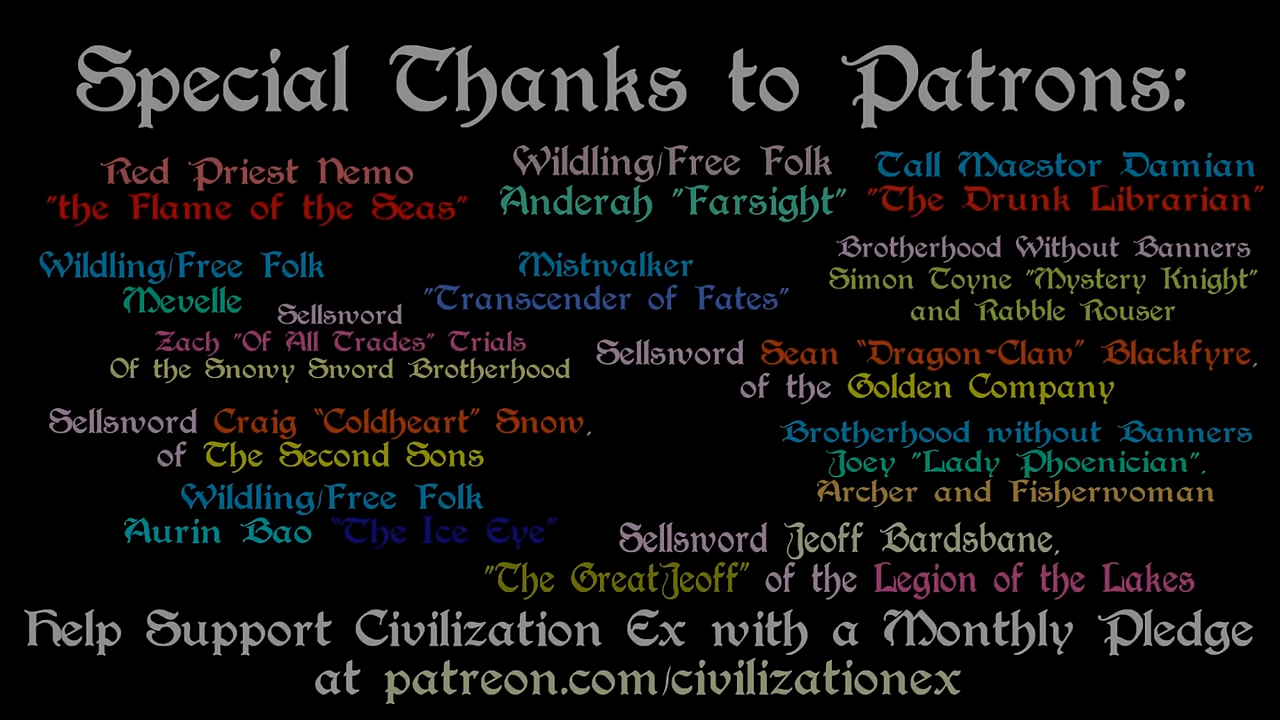 Special Thanks to Patrons:
Red Priest Nemo
"the Flame of the Seas"
Wildling/Free Folk
Anderah "Farsight"
Tall Maestor Damian
"The Drunk Librarian"
Wildling/Free Folk
Mevelle
Mistwalker
"Transcender of Fates"
Brotherhood Without Banners
Simon Toyne "Mystery Knight"
and Rabble Rouser
Sellsword
Zach "Of All Trades" Trials
Of the Snowy Sword Brotherhood
Sellsword Sean "Dragon-Claw" Blackfyre,
of the Golden Company
Sellsword Craig "Coldheart" Snow,
of The Second Sons
Brotherhood without Banners
Joey "Lady Phoenician",
Archer and Fisherwoman
Wildling/Free Folk
Aurin Bao "The Ice Eye"
Sellsword Jeoff Bardsbane,
"The GreatJeoff" of the Legion of the Lakes
Help Support Civilization Ex with a Monthly Pledge
at patreon.com/civilizationex